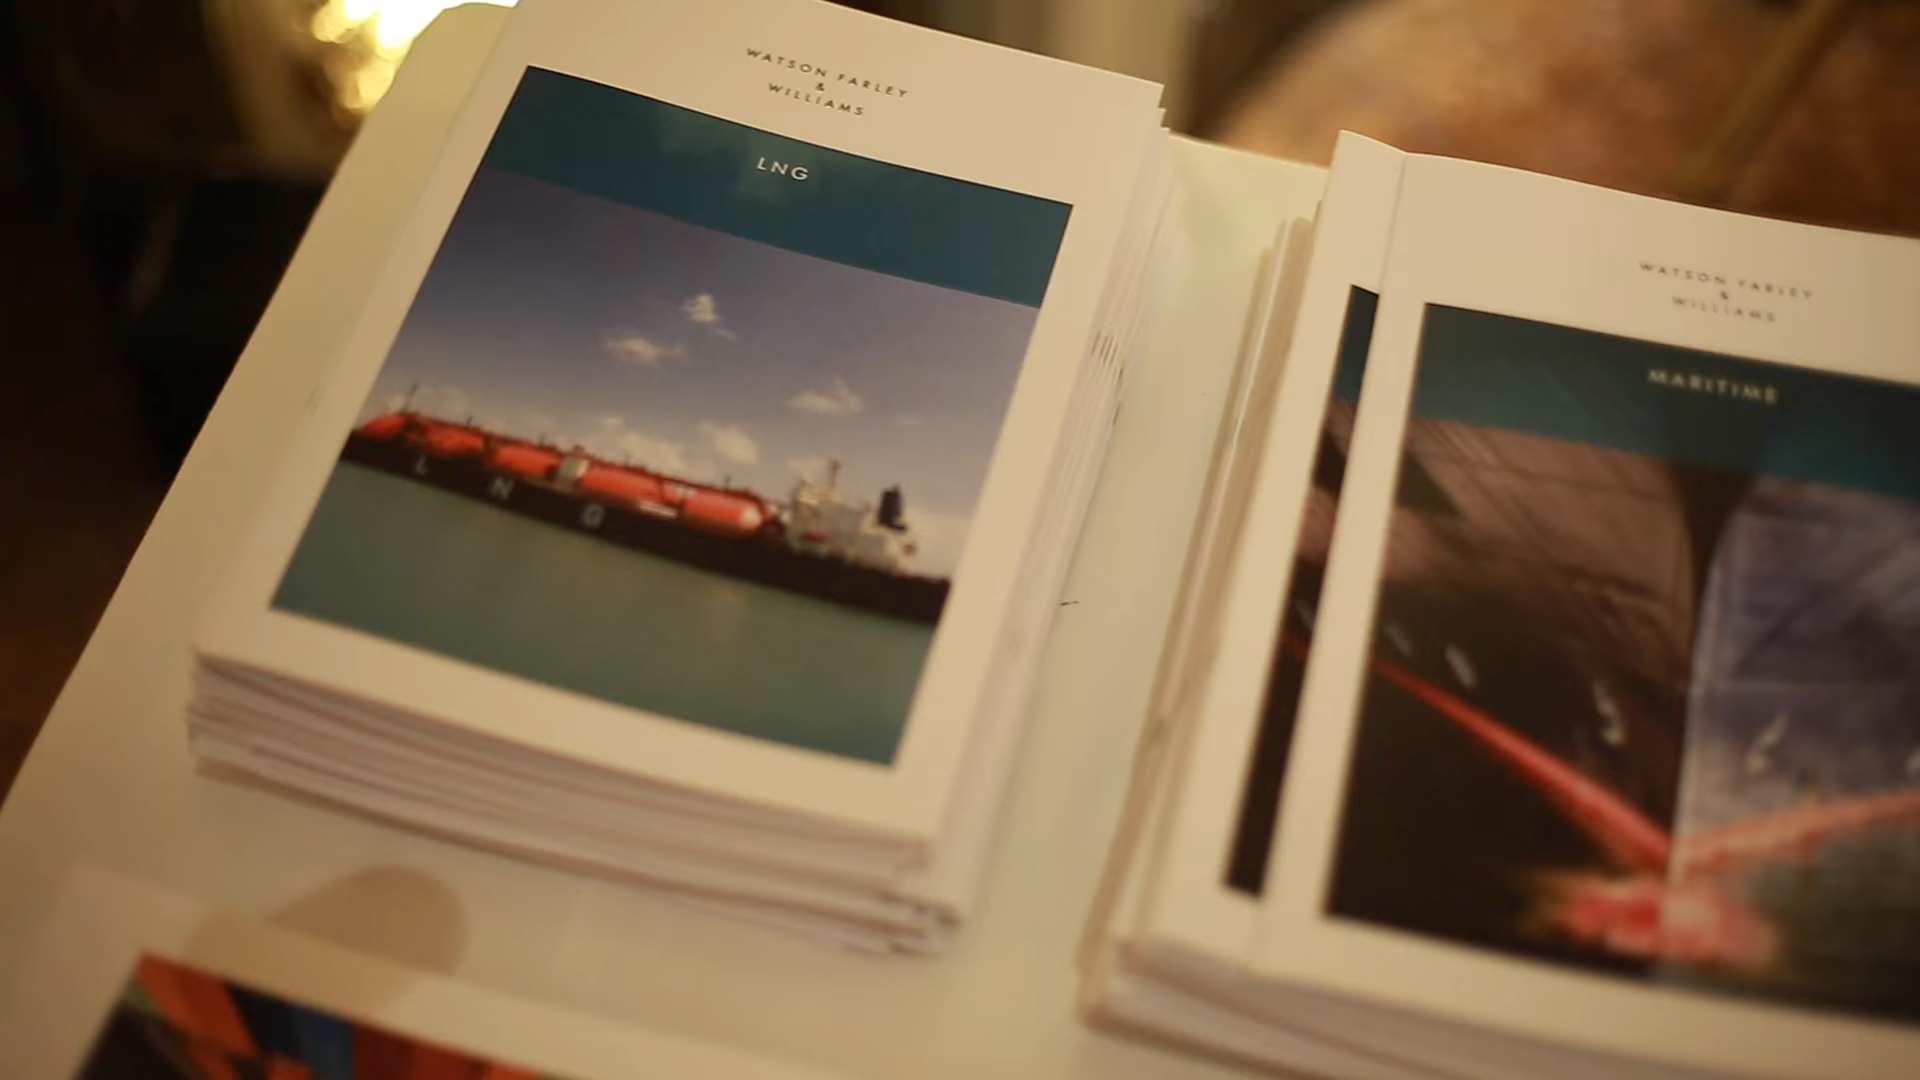 WATSON FARLEY
&
WILLIAMS
LNG
L N G
WATSON FARLEY
&
WILLIAMS
MARITIME